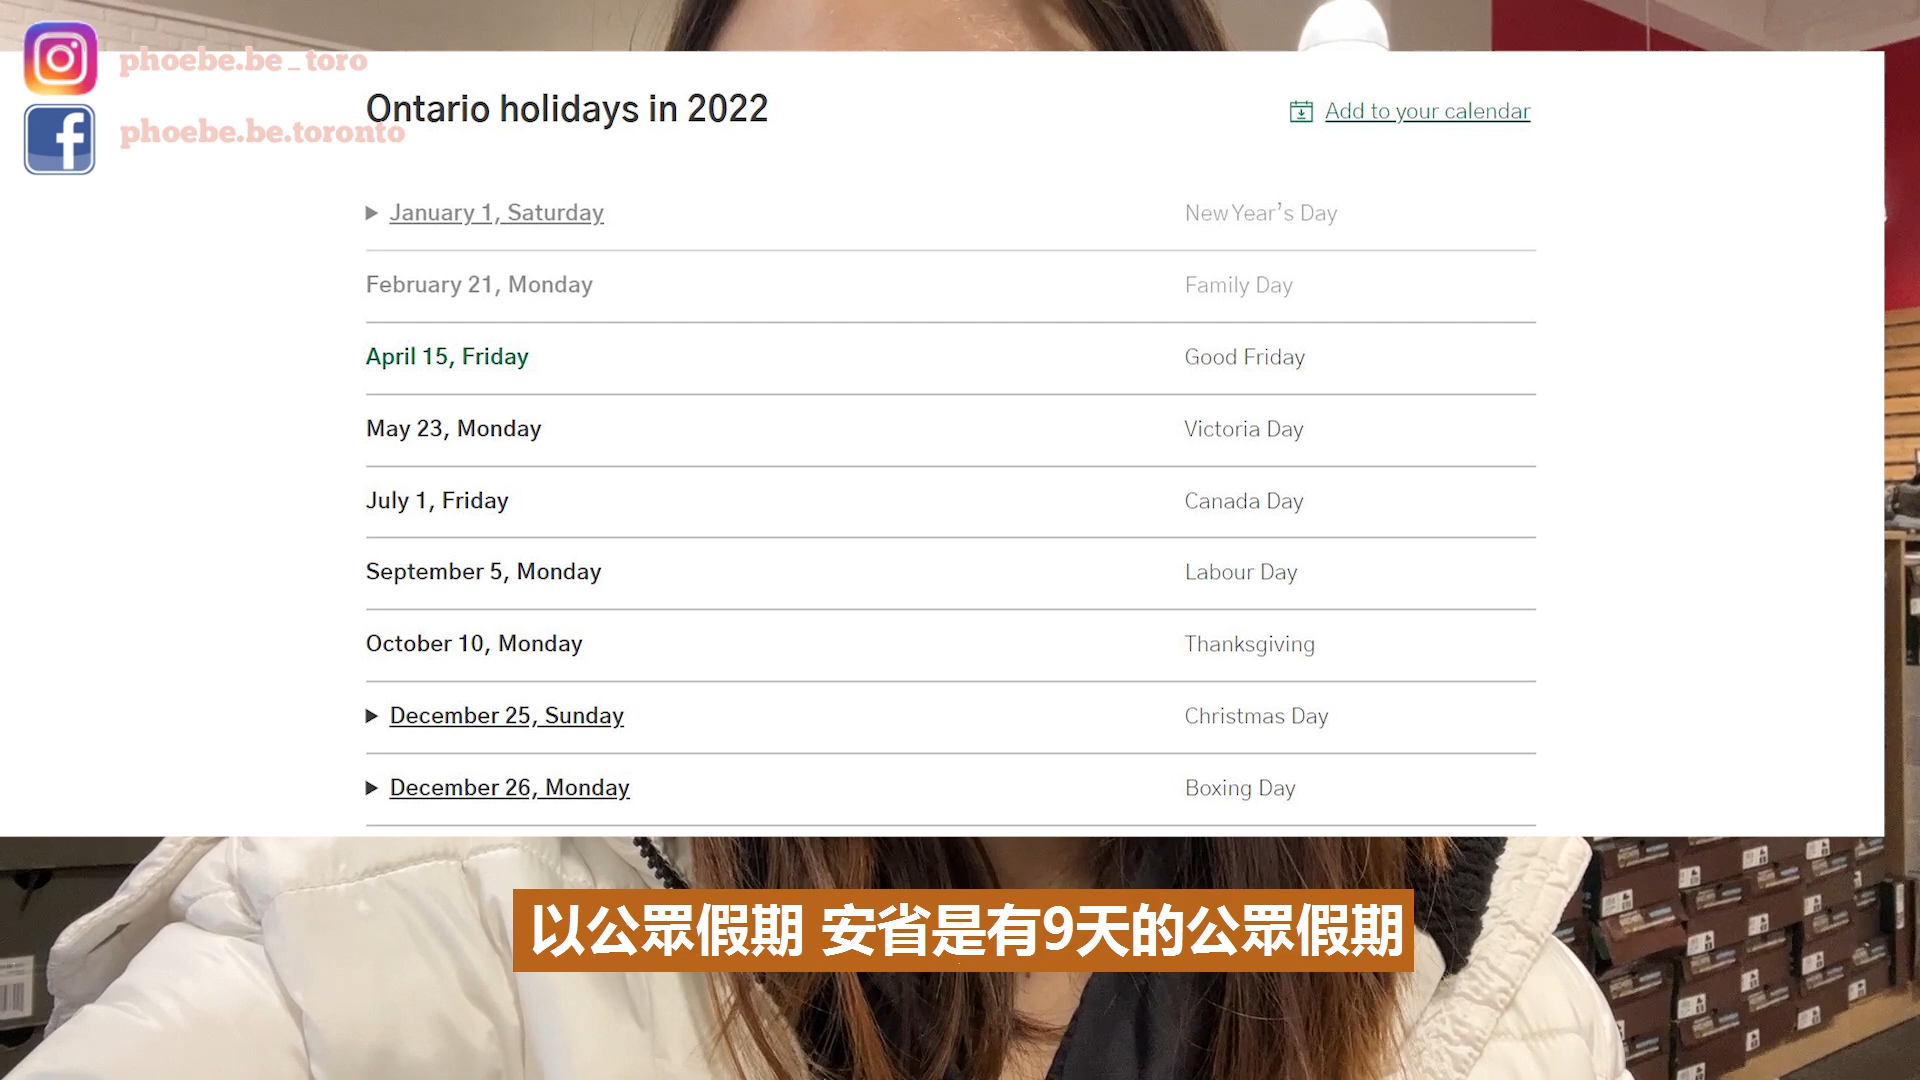 phoebe.be_toro
phoebe.be.toronto
Ontario holidays in 2022
Add to your calendar
January 1, Saturday New Year's Day
February 21, Monday Family Day
April 15, Friday Good Friday
May 23, Monday Victoria Day
July 1, Friday Canada Day
September 5, Monday Labour Day
October 10, Monday Thanksgiving
December 25, Sunday Christmas Day
December 26, Monday Boxing Day
以公眾假期 安省是有9天的公眾假期